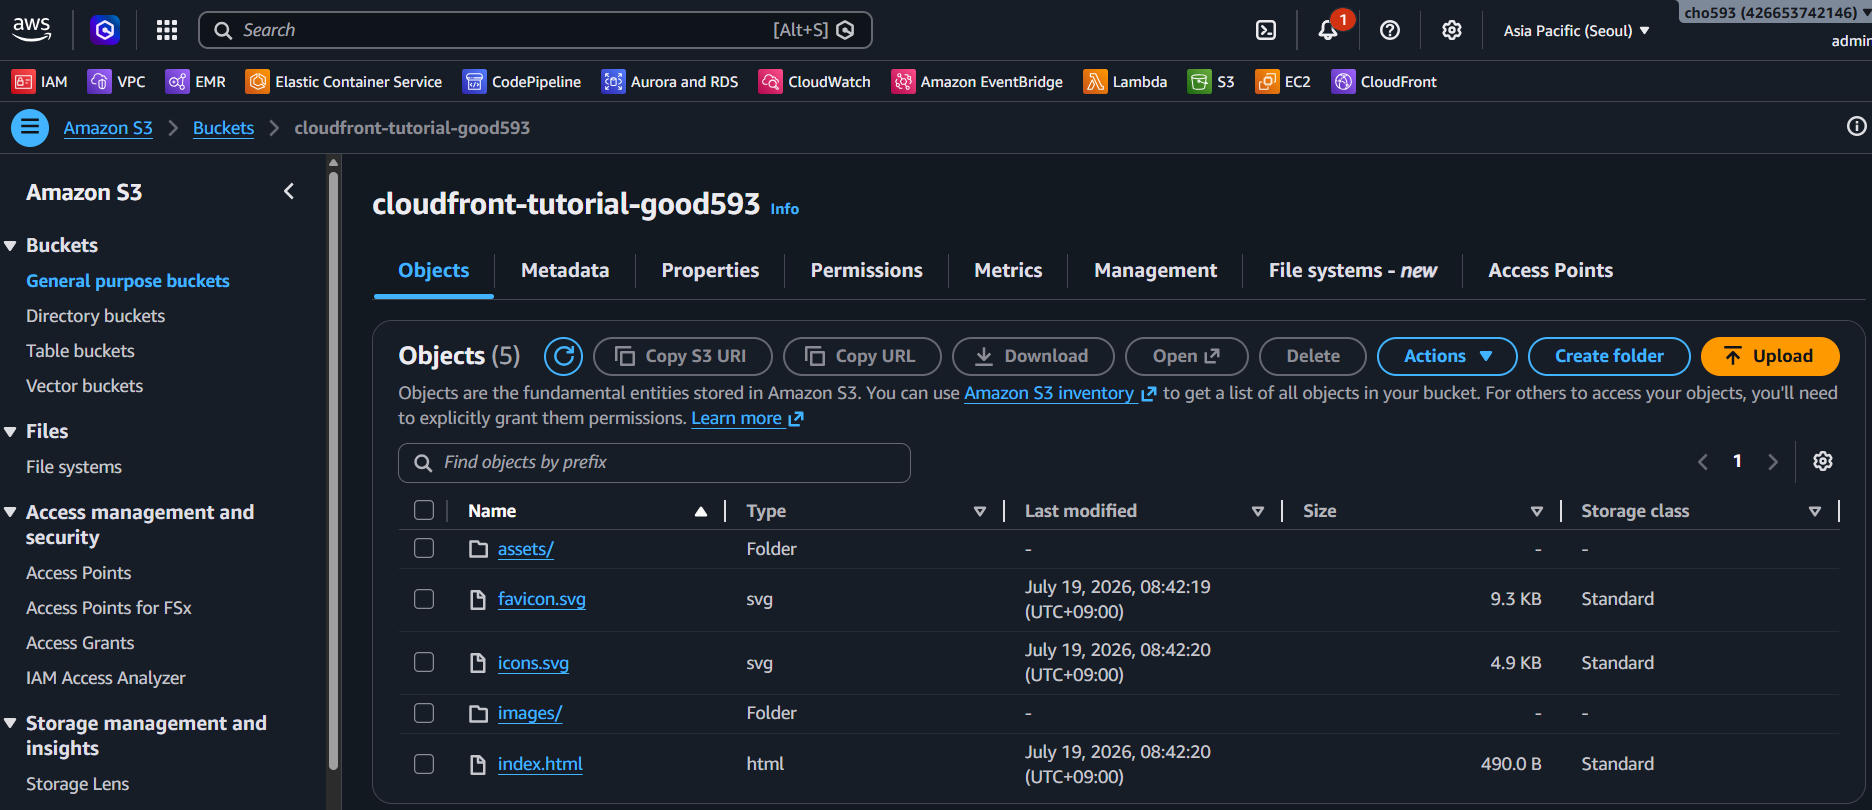 aws
Search
[Alt+S]
1
Asia Pacific (Seoul)
cho593 (426653742146)
IAM
VPC
EMR
Elastic Container Service
CodePipeline
Aurora and RDS
CloudWatch
Amazon EventBridge
Lambda
S3
EC2
CloudFront
Amazon S3
Buckets
cloudfront-tutorial-good593
Amazon S3
Buckets
General purpose buckets
Directory buckets
Table buckets
Vector buckets
Files
File systems
Access management and
security
Access Points
Access Points for FSx
Access Grants
IAM Access Analyzer
Storage management and
insights
Storage Lens
cloudfront-tutorial-good593 Info
Objects
Metadata
Properties
Permissions
Metrics
Management
File systems - new
Access Points
Objects (5)
Copy S3 URI
Copy URL
Download
Open
Delete
Actions
Create folder
Upload
Objects are the fundamental entities stored in Amazon S3. You can use Amazon S3 inventory to get a list of all objects in your bucket. For others to access your objects, you'll need
to explicitly grant them permissions. Learn more
Find objects by prefix
1
Name Type Last modified Size Storage class
assets/ Folder - - -
favicon.svg svg July 19, 2026, 08:42:19 (UTC+09:00) 9.3 KB Standard
icons.svg svg July 19, 2026, 08:42:20 (UTC+09:00) 4.9 KB Standard
images/ Folder - - -
index.html html July 19, 2026, 08:42:20 (UTC+09:00) 490.0 B Standard